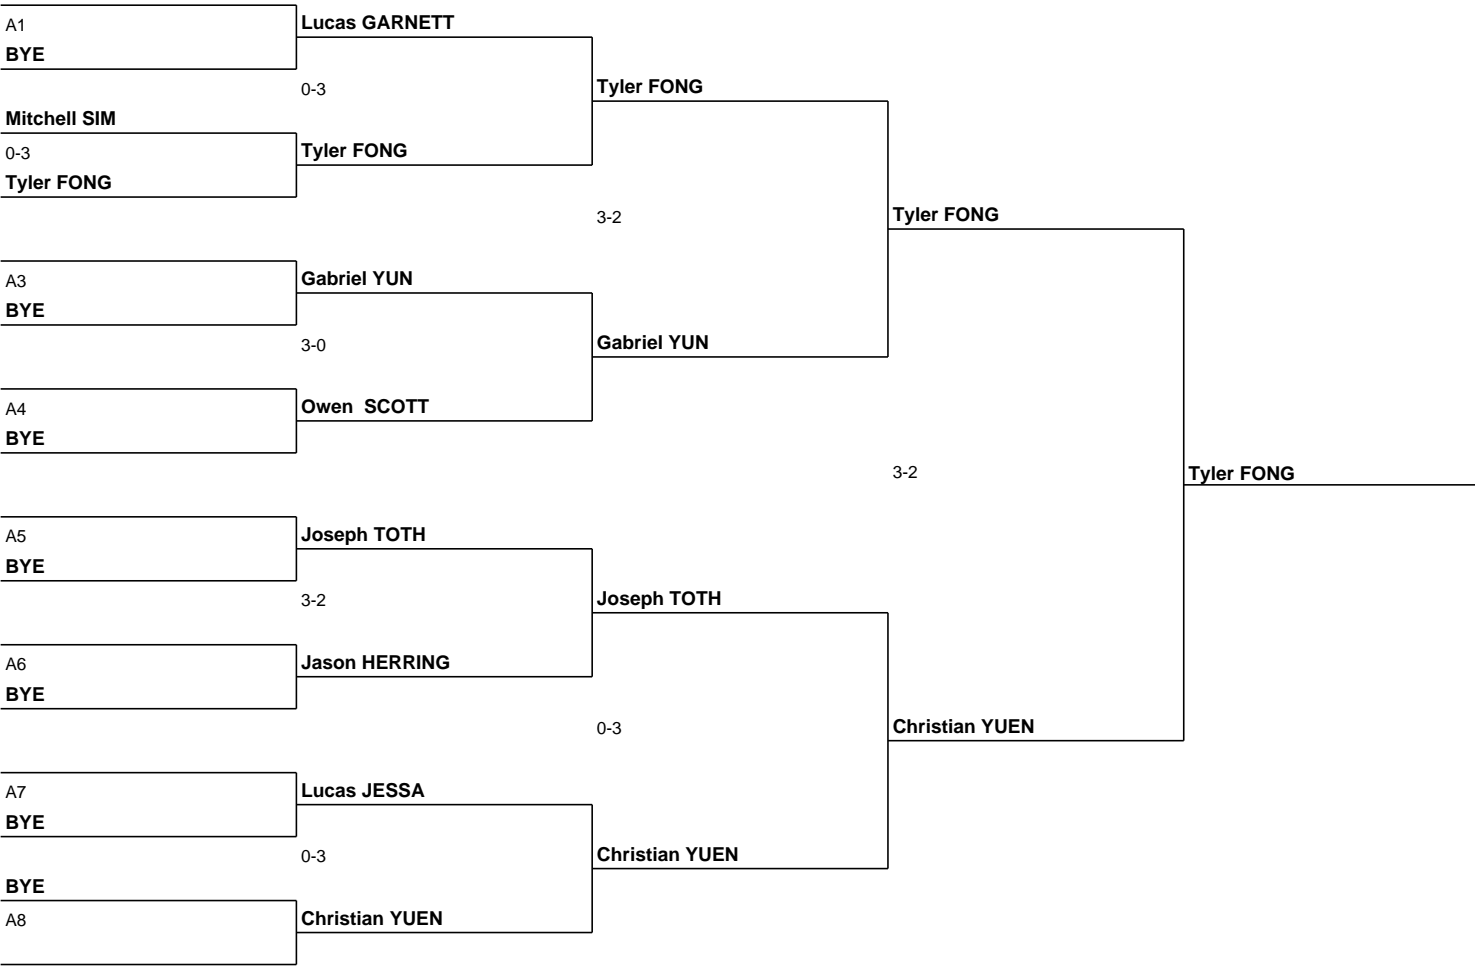 A1
BYE
Lucas GARNETT
0-3
Tyler FONG
Mitchell SIM
0-3
Tyler FONG
Tyler FONG
3-2
Tyler FONG
A3
BYE
Gabriel YUN
3-0
Gabriel YUN
A4
BYE
Owen  SCOTT
3-2
Tyler FONG
A5
BYE
Joseph TOTH
3-2
Joseph TOTH
A6
BYE
Jason HERRING
0-3
Christian YUEN
A7
BYE
Lucas JESSA
0-3
Christian YUEN
BYE
A8
Christian YUEN